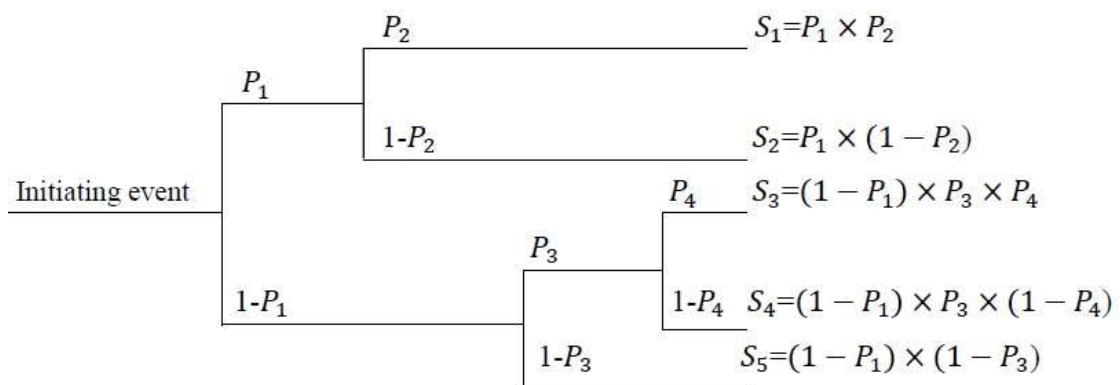 P₂ S₁=P₁ × P₂
P₁
1-P₂ S₂=P₁ × (1 − P₂)
Initiating event P₄ S₃=(1 − P₁) × P₃ × P₄
P₃
1-P₁ 1-P₄ S₄=(1 − P₁) × P₃ × (1 − P₄)
1-P₃ S₅=(1 − P₁) × (1 − P₃)